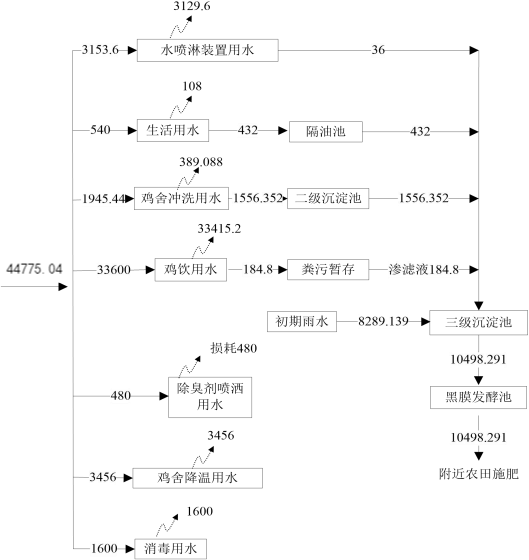 3129.6
3153.6
水喷淋装置用水
36
108
540
生活用水
432
隔油池
432
389.088
1945.44
鸡舍冲洗用水
1556.352
二级沉淀池
1556.352
33415.2
44775.04
33600
鸡饮用水
184.8
粪污暂存
渗滤液184.8
初期雨水
8289.139
三级沉淀池
10498.291
损耗480
480
除臭剂喷洒
用水
黑膜发酵池
10498.291
3456
3456
鸡舍降温用水
附近农田施肥
1600
1600
消毒用水